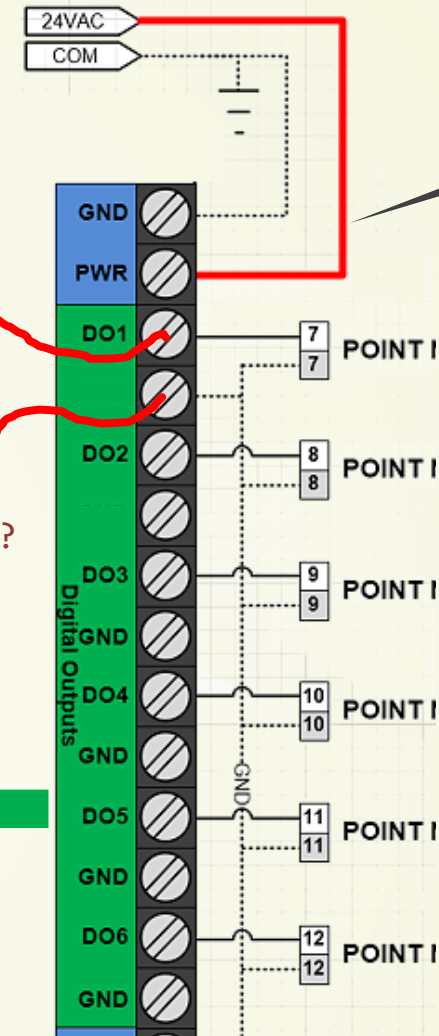 24VAC
COM
GND
PWR
DO1
7
7
POINT
?
DO2
8
8
POINT
DO3
9
9
POINT
Digital Outputs
GND
DO4
10
10
POINT
GND
GND
DO5
11
11
POINT
GND
DO6
12
12
POINT
GND